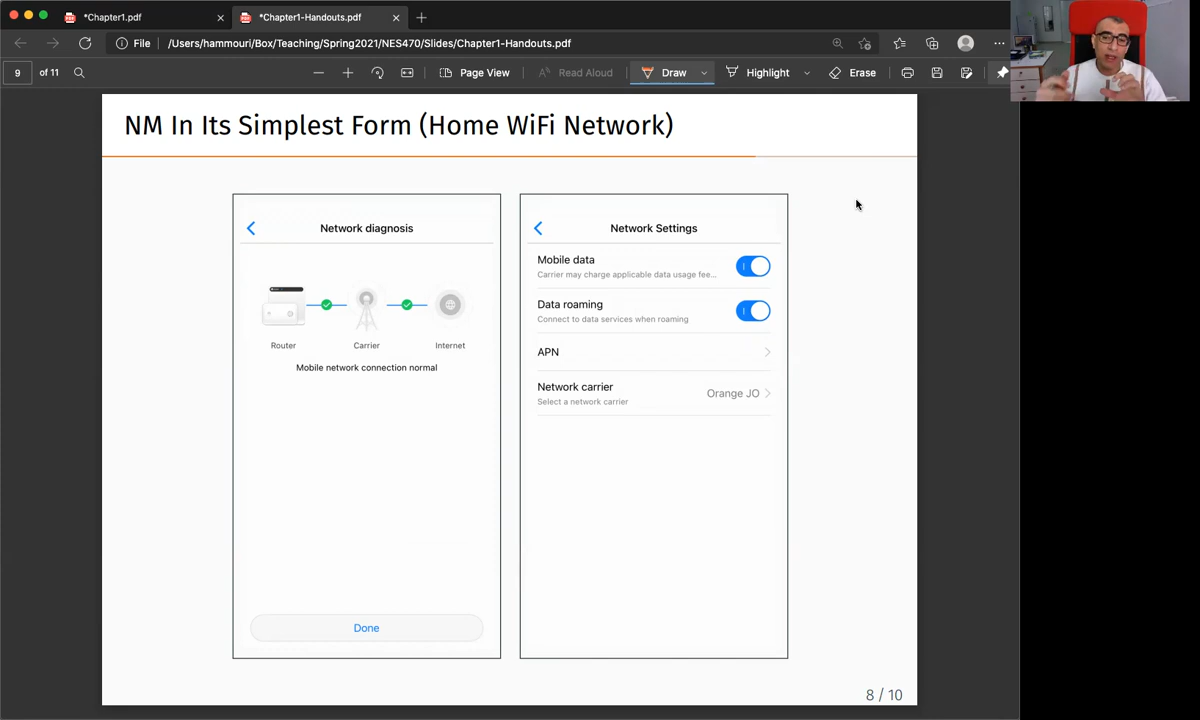 *Chapter1.pdf
*Chapter1-Handouts.pdf
File
/Users/hammouri/Box/Teaching/Spring2021/NES470/Slides/Chapter1-Handouts.pdf
9 of 11
Page View
Read Aloud
Draw
Highlight
Erase
NM In Its Simplest Form (Home WiFi Network)
Network diagnosis
Router Carrier Internet
Mobile network connection normal
Done
Network Settings
Mobile data
Carrier may charge applicable data usage fee...
Data roaming
Connect to data services when roaming
APN
Network carrier
Orange JO
Select a network carrier
8 / 10